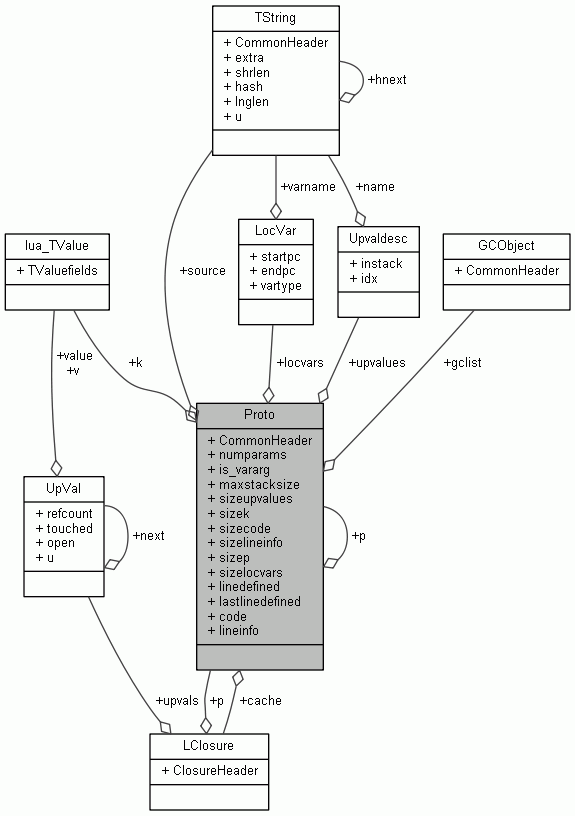 TString
+ CommonHeader
+ extra
+ shrlen
+ hash
+ lnglen
+ u
+hnext
+varname
+name
+source
lua_TValue
+ TValuefields
LocVar
+ startpc
+ endpc
+ vartype
Upvaldesc
+ instack
+ idx
GCObject
+ CommonHeader
+value
+v
+k
+locvars
+upvalues
+gclist
Proto
+ CommonHeader
+ numparams
+ is_vararg
+ maxstacksize
+ sizeupvalues
+ sizek
+ sizecode
+ sizelineinfo
+ sizep
+ sizelocvars
+ linedefined
+ lastlinedefined
+ code
+ lineinfo
+p
UpVal
+ refcount
+ touched
+ open
+ u
+next
+upvals
+p
+cache
LClosure
+ ClosureHeader